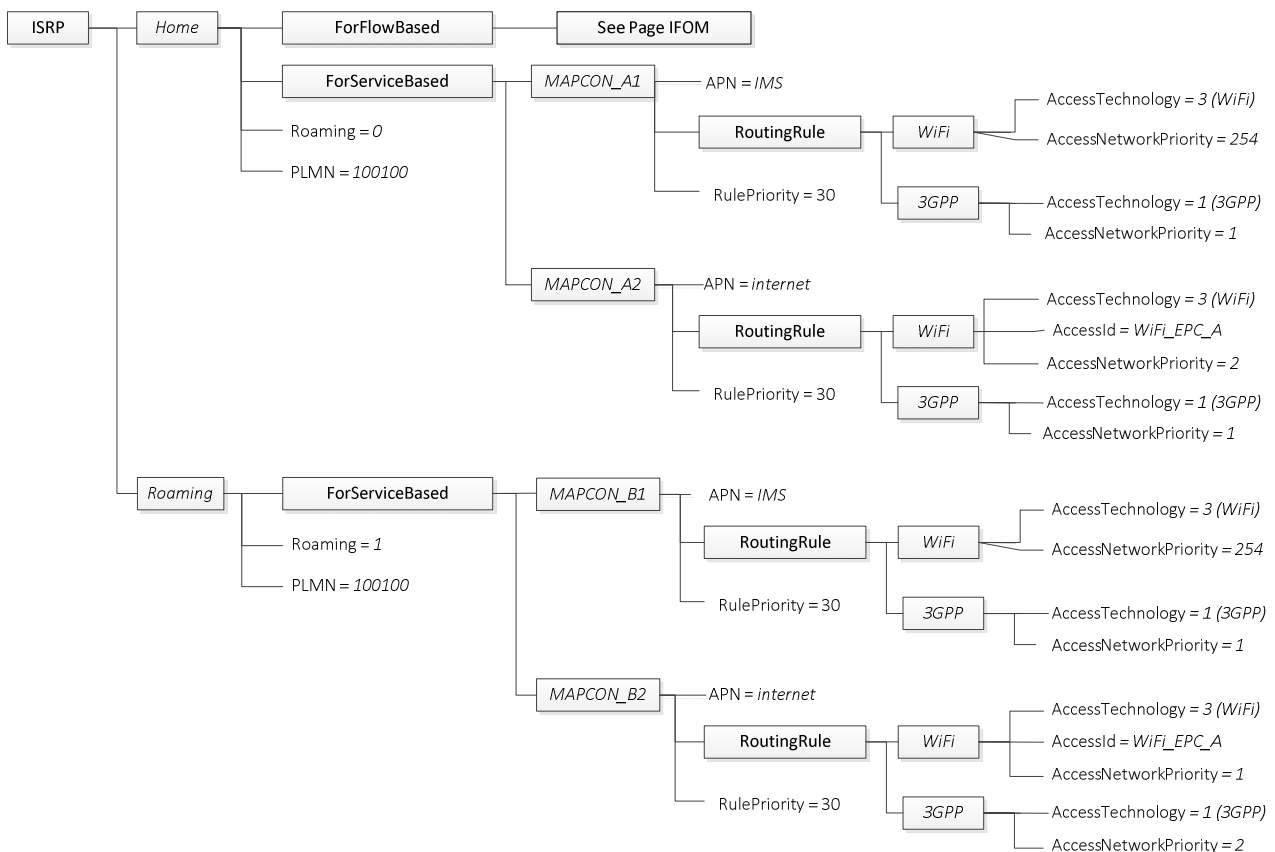 ISRP
Home
ForFlowBased
See Page IFOM
ForServiceBased
MAPCON_A1
APN = IMS
AccessTechnology = 3 (WiFi)
RoutingRule
WiFi
AccessNetworkPriority = 254
Roaming = 0
PLMN = 100100
RulePriority = 30
3GPP
AccessTechnology = 1 (3GPP)
AccessNetworkPriority = 1
MAPCON_A2
APN = internet
AccessTechnology = 3 (WiFi)
RoutingRule
WiFi
AccessId = WiFi_EPC_A
AccessNetworkPriority = 2
RulePriority = 30
3GPP
AccessTechnology = 1 (3GPP)
AccessNetworkPriority = 1
Roaming
ForServiceBased
MAPCON_B1
APN = IMS
AccessTechnology = 3 (WiFi)
RoutingRule
WiFi
AccessNetworkPriority = 254
Roaming = 1
PLMN = 100100
RulePriority = 30
3GPP
AccessTechnology = 1 (3GPP)
AccessNetworkPriority = 1
MAPCON_B2
APN = internet
AccessTechnology = 3 (WiFi)
RoutingRule
WiFi
AccessId = WiFi_EPC_A
AccessNetworkPriority = 1
RulePriority = 30
3GPP
AccessTechnology = 1 (3GPP)
AccessNetworkPriority = 2